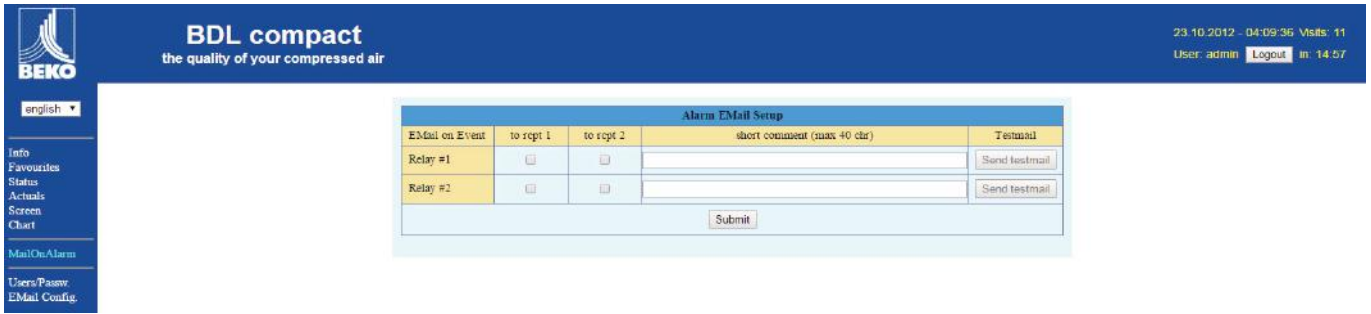 BEKO
BDL compact
the quality of your compressed air
23.10.2012 - 04:09:36 Visits: 11
User: admin Logout in: 14:57
english
Info
Favourites
Status
Actuals
Screen
Chart
MailOnAlarm
Users/Passw.
EMail Config.
Alarm EMail Setup
EMail on Event to rcpt 1 to rcpt 2 short comment (max 40 chr) Testmail
Relay #1 Send testmail
Relay #2 Send testmail
Submit